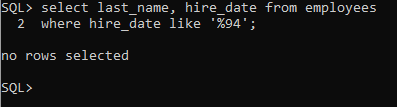 SQL> select last_name, hire_date from employees
2 where hire_date like '%94';
no rows selected
SQL>